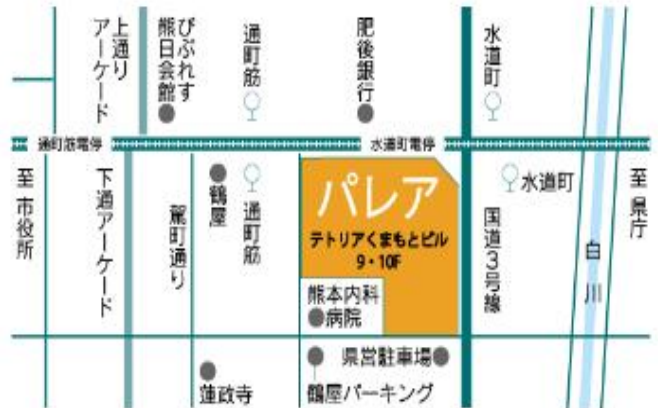 上通り
アーケード
びぷれす
熊日会館
通町筋
肥後銀行
水道町
通町筋電停
水道町電停
至 市役所
下通アーケード
駕町通り
鶴屋
通町筋
パレア
テトリアくまもとビル
9・10F
熊本内科
病院
国道3号線
水道町
白川
至 県庁
蓮政寺
県営駐車場
鶴屋パーキング